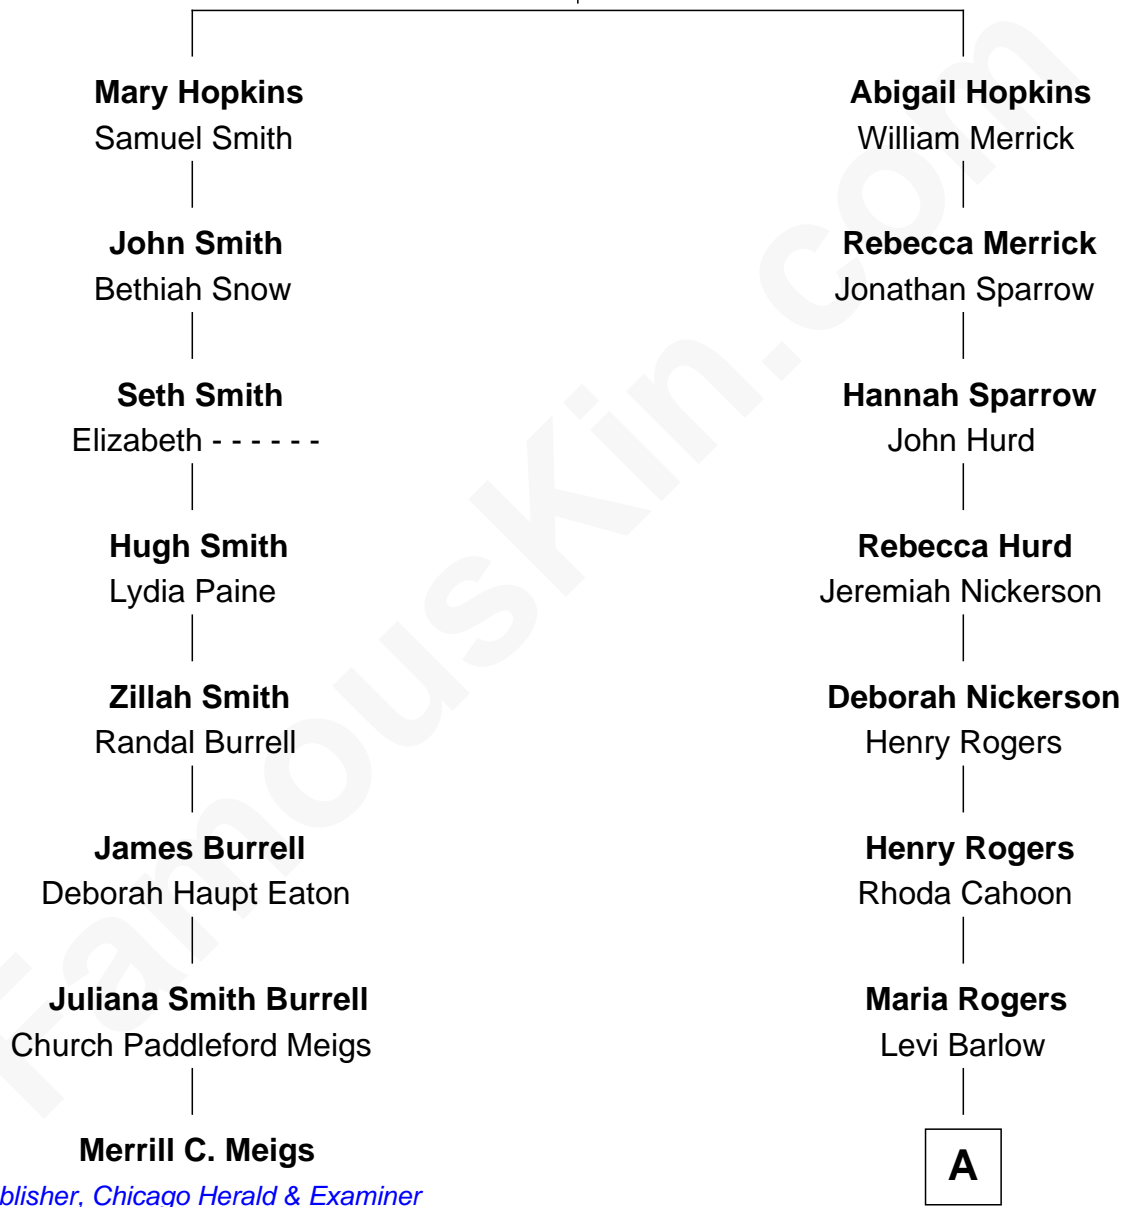 Mary Hopkins
Samuel Smith
Abigail Hopkins
William Merrick
John Smith
Bethiah Snow
Rebecca Merrick
Jonathan Sparrow
Seth Smith
Elizabeth - - - - - -
Hannah Sparrow
John Hurd
Hugh Smith
Lydia Paine
Rebecca Hurd
Jeremiah Nickerson
Zillah Smith
Randal Burrell
Deborah Nickerson
Henry Rogers
James Burrell
Deborah Haupt Eaton
Henry Rogers
Rhoda Cahoon
Juliana Smith Burrell
Church Paddleford Meigs
Maria Rogers
Levi Barlow
Merrill C. Meigs
blisher, Chicago Herald & Examiner
A
FamousKin.com